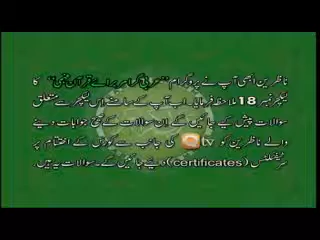 ناظرین! ابھی آپ نے پروگرام "عربی گرامر برائے قرآن فہمی" کا
لیکچر نمبر 18 ملاحظہ فرمایا۔ اب آپ کے سامنے اس لیکچر سے متعلق
سوالات پیش کیے جائیں گے۔ ان سوالات کے صحیح جوابات دینے
والے ناظرین کو tv کی جانب سے کورس کے اختتام پر
سرٹیفکیٹس (certificates) دیئے جائیں گے۔ سوالات یہ ہیں: